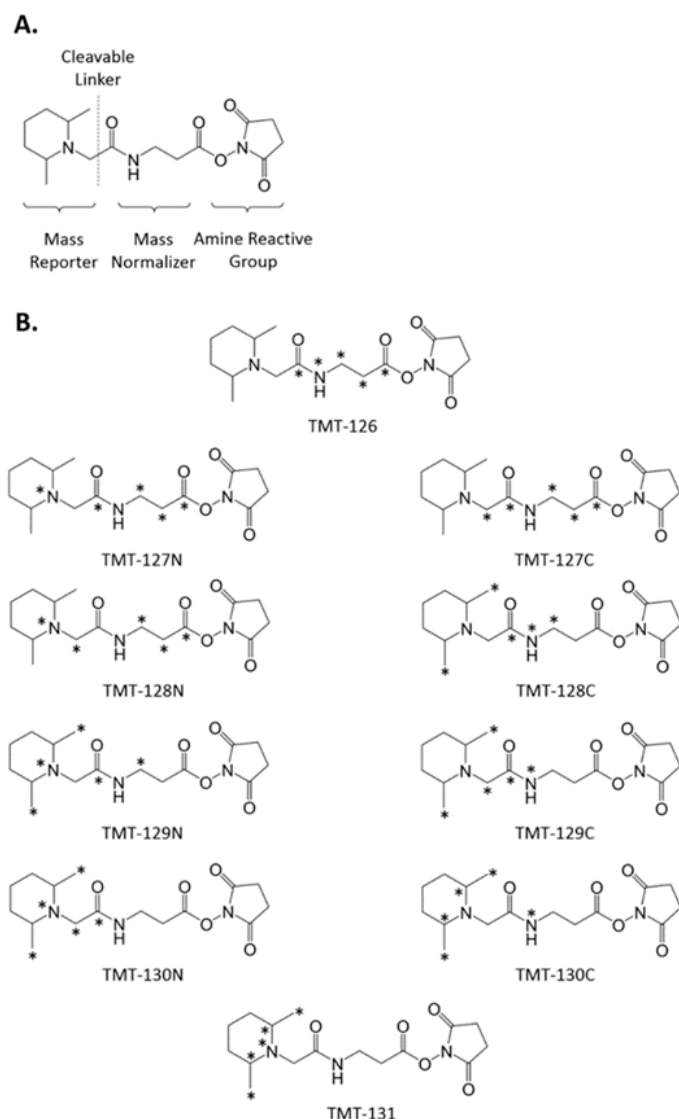 A.
Cleavable
Linker
O
O
O
N
N
H
O
N
O
Mass
Reporter
Mass
Normalizer
Amine Reactive
Group
B.
O
O
O
N
*
*
*
*
*
N
H
O
N
O
TMT-126
O
O
O
*
N
*
*
*
*
N
H
O
N
O
TMT-127N
O
O
O
N
*
*
*
*
*
N
H
O
N
O
TMT-127C
O
O
O
*
N
*
*
*
*
N
H
O
N
O
TMT-128N
*
O
O
O
N
*
*
*
*
N
H
O
N
O
TMT-128C
*
O
O
O
*
N
*
*
*
N
H
O
N
O
TMT-129N
*
O
O
O
N
*
*
*
*
N
H
O
N
O
TMT-129C
*
O
O
O
*
N
*
*
*
N
H
O
N
O
TMT-130N
*
O
O
O
*
N
*
*
*
N
H
O
N
O
TMT-130C
*
O
O
O
*
*
N
*
*
N
H
O
N
O
TMT-131